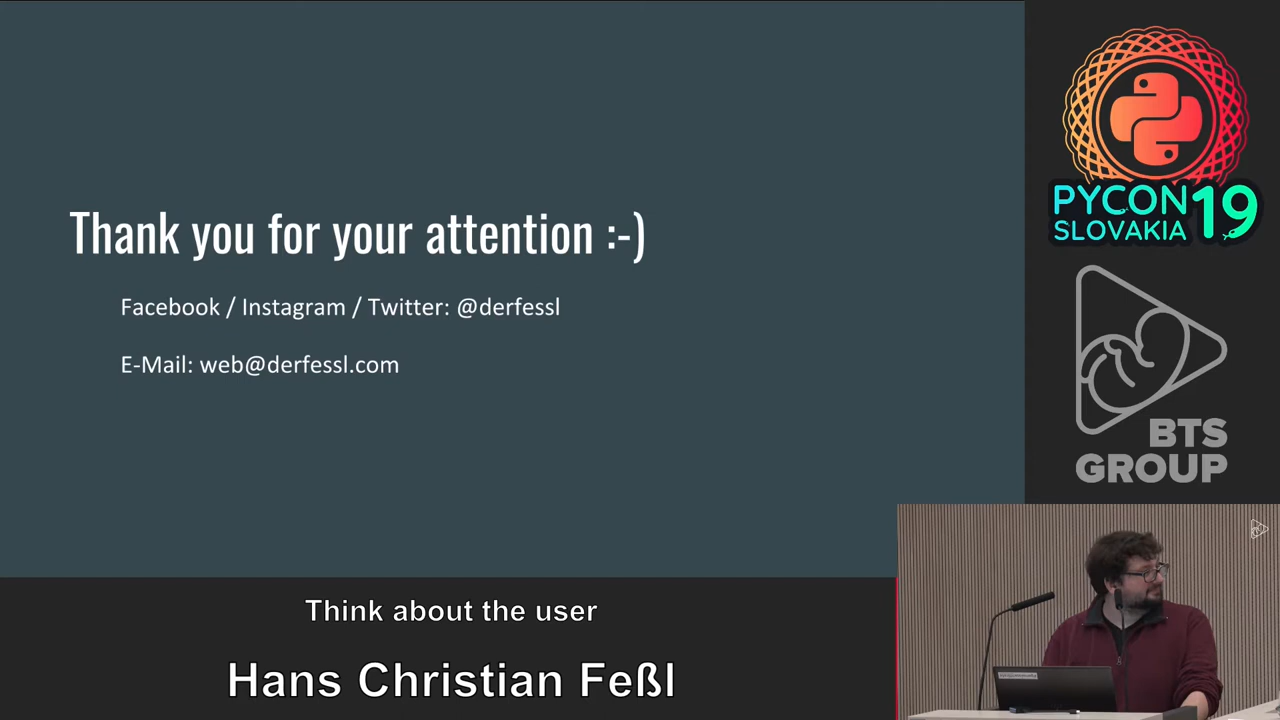 Thank you for your attention :-)
Facebook / Instagram / Twitter: @derfessl
E-Mail: web@derfessl.com
PYCON 19
SLOVAKIA
BTS
GROUP
Think about the user
Hans Christian Feßl